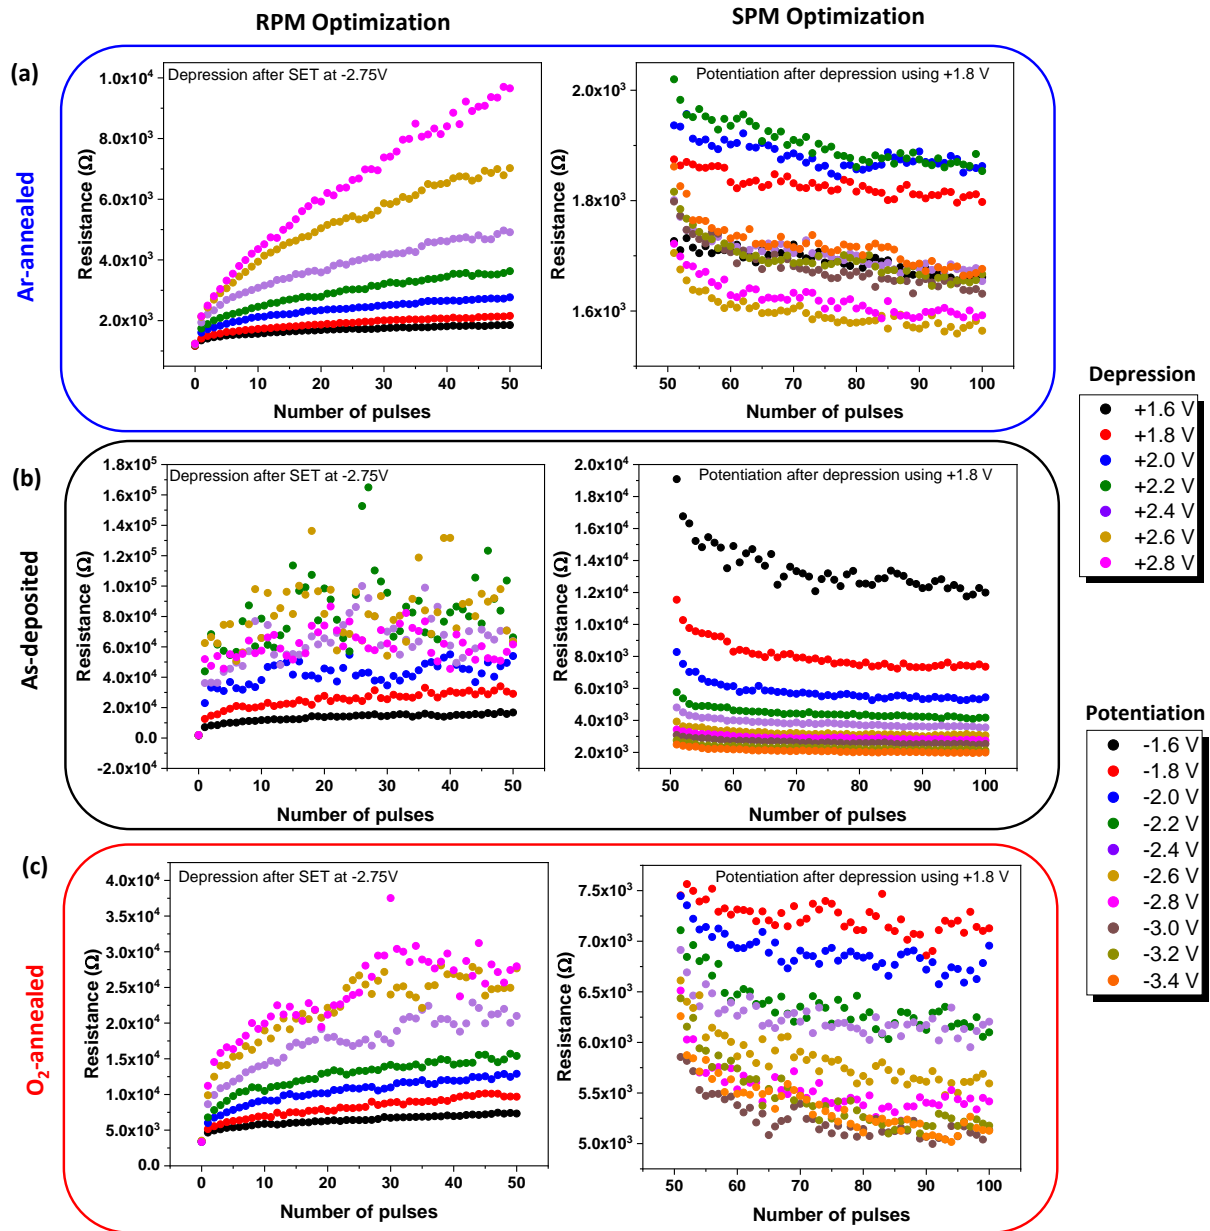 RPM Optimization
SPM Optimization
(a)
Ar-annealed
Depression after SET at -2.75V
Resistance (Ω)
1.0x10⁴
8.0x10³
6.0x10³
4.0x10³
2.0x10³
0 10 20 30 40 50
Number of pulses
Potentiation after depression using +1.8 V
Resistance (Ω)
2.0x10³
1.8x10³
1.6x10³
50 60 70 80 90 100
Number of pulses
(b)
As-deposited
Depression after SET at -2.75V
Resistance (Ω)
1.8x10⁵
1.6x10⁵
1.4x10⁵
1.2x10⁵
1.0x10⁵
8.0x10⁴
6.0x10⁴
4.0x10⁴
2.0x10⁴
0.0
-2.0x10⁴
0 10 20 30 40 50
Number of pulses
Potentiation after depression using +1.8 V
Resistance (Ω)
2.0x10⁴
1.8x10⁴
1.6x10⁴
1.4x10⁴
1.2x10⁴
1.0x10⁴
8.0x10³
6.0x10³
4.0x10³
2.0x10³
50 60 70 80 90 100
Number of pulses
(c)
O₂-annealed
Depression after SET at -2.75V
Resistance (Ω)
4.0x10⁴
3.5x10⁴
3.0x10⁴
2.5x10⁴
2.0x10⁴
1.5x10⁴
1.0x10⁴
5.0x10³
0.0
0 10 20 30 40 50
Number of pulses
Potentiation after depression using +1.8 V
Resistance (Ω)
7.5x10³
7.0x10³
6.5x10³
6.0x10³
5.5x10³
5.0x10³
50 60 70 80 90 100
Number of pulses
Depression
+1.6 V
+1.8 V
+2.0 V
+2.2 V
+2.4 V
+2.6 V
+2.8 V
Potentiation
-1.6 V
-1.8 V
-2.0 V
-2.2 V
-2.4 V
-2.6 V
-2.8 V
-3.0 V
-3.2 V
-3.4 V